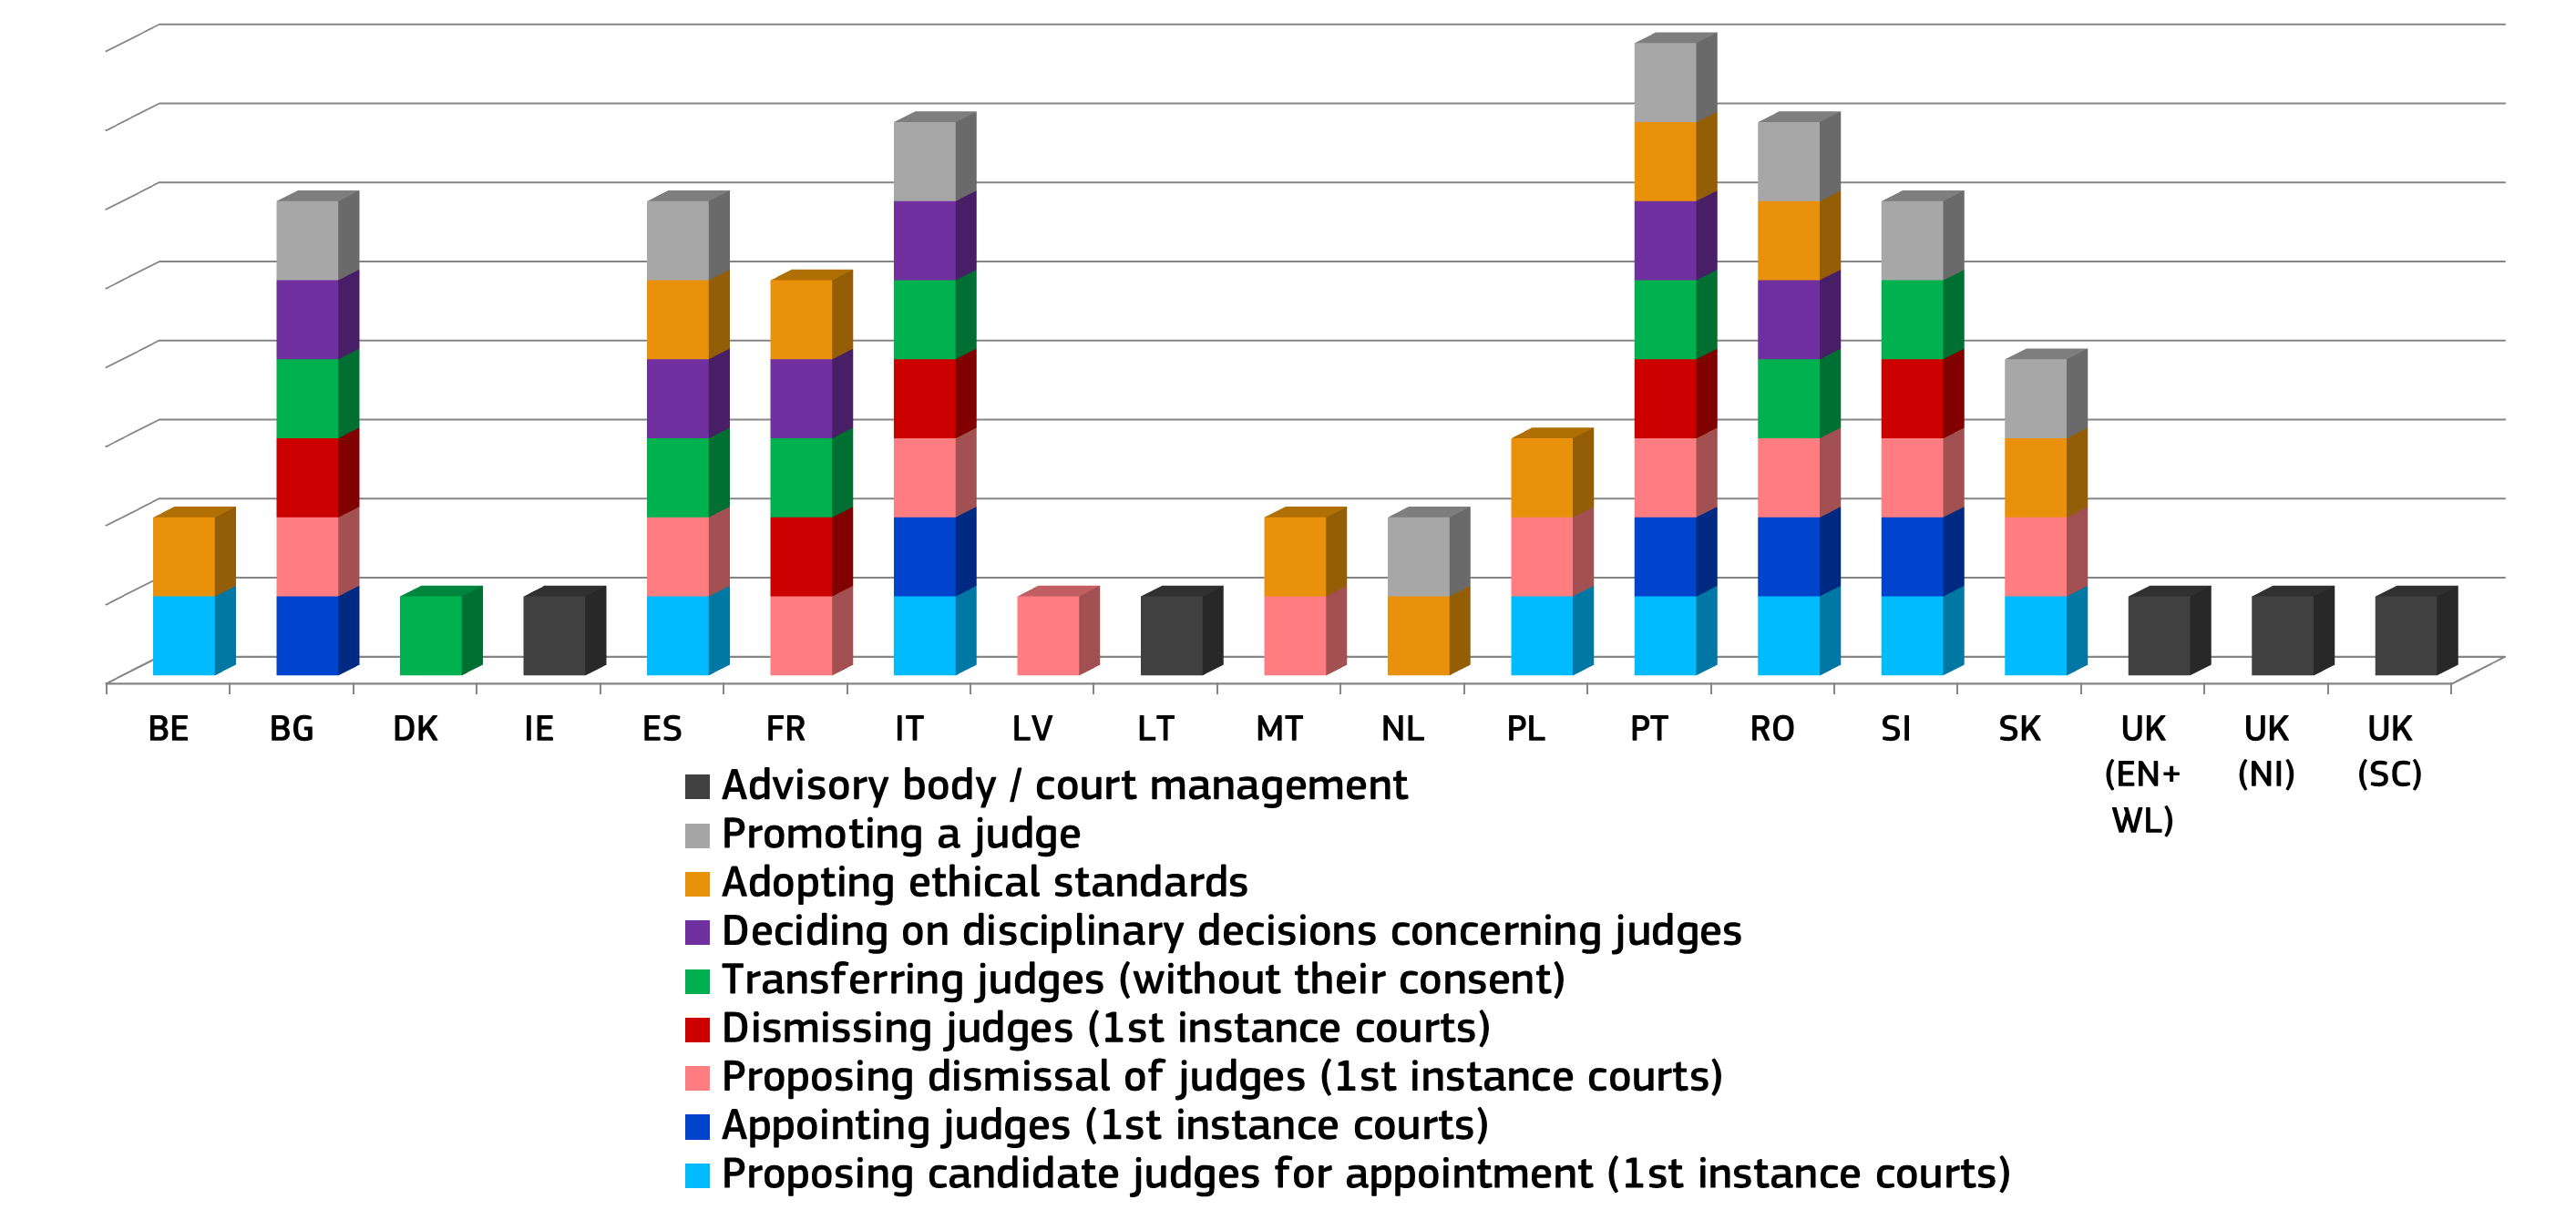 BE BG DK IE ES FR IT LV LT MT NL PL PT RO SI SK UK UK UK
(EN+ (NI) (SC)
WL)
Advisory body / court management
Promoting a judge
Adopting ethical standards
Deciding on disciplinary decisions concerning judges
Transferring judges (without their consent)
Dismissing judges (1st instance courts)
Proposing dismissal of judges (1st instance courts)
Appointing judges (1st instance courts)
Proposing candidate judges for appointment (1st instance courts)